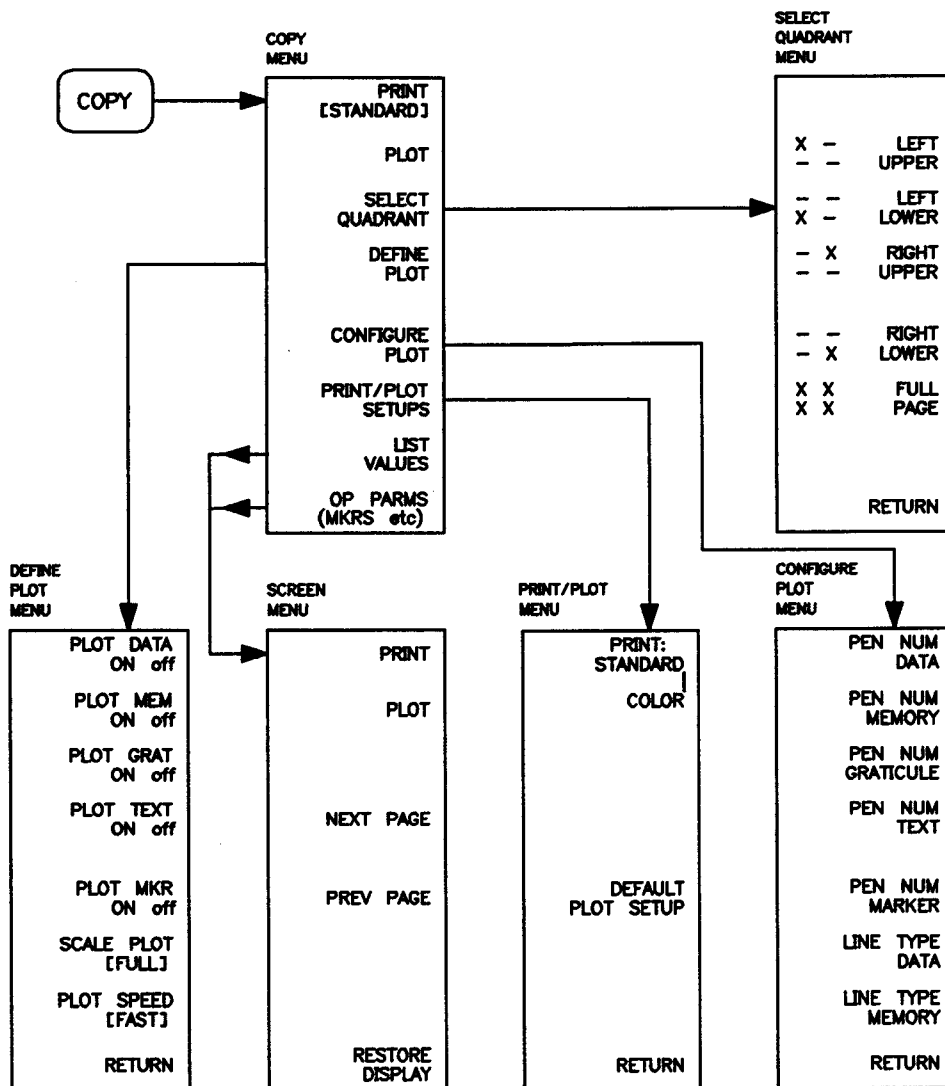 COPY
COPY
MENU
PRINT
[STANDARD]
PLOT
SELECT
QUADRANT
DEFINE
PLOT
CONFIGURE
PLOT
PRINT/PLOT
SETUPS
LIST
VALUES
OP PARMS
(MKRS etc)
SELECT
QUADRANT
MENU
X - LEFT
- - UPPER
- - LEFT
X - LOWER
- X RIGHT
- - UPPER
- - RIGHT
- X LOWER
X X FULL
X X PAGE
RETURN
DEFINE
PLOT
MENU
PLOT DATA
ON off
PLOT MEM
ON off
PLOT GRAT
ON off
PLOT TEXT
ON off
PLOT MKR
ON off
SCALE PLOT
[FULL]
PLOT SPEED
[FAST]
RETURN
SCREEN
MENU
PRINT
PLOT
NEXT PAGE
PREV PAGE
RESTORE
DISPLAY
PRINT/PLOT
MENU
PRINT:
STANDARD
COLOR
DEFAULT
PLOT SETUP
RETURN
CONFIGURE
PLOT
MENU
PEN NUM
DATA
PEN NUM
MEMORY
PEN NUM
GRATICULE
PEN NUM
TEXT
PEN NUM
MARKER
LINE TYPE
DATA
LINE TYPE
MEMORY
RETURN